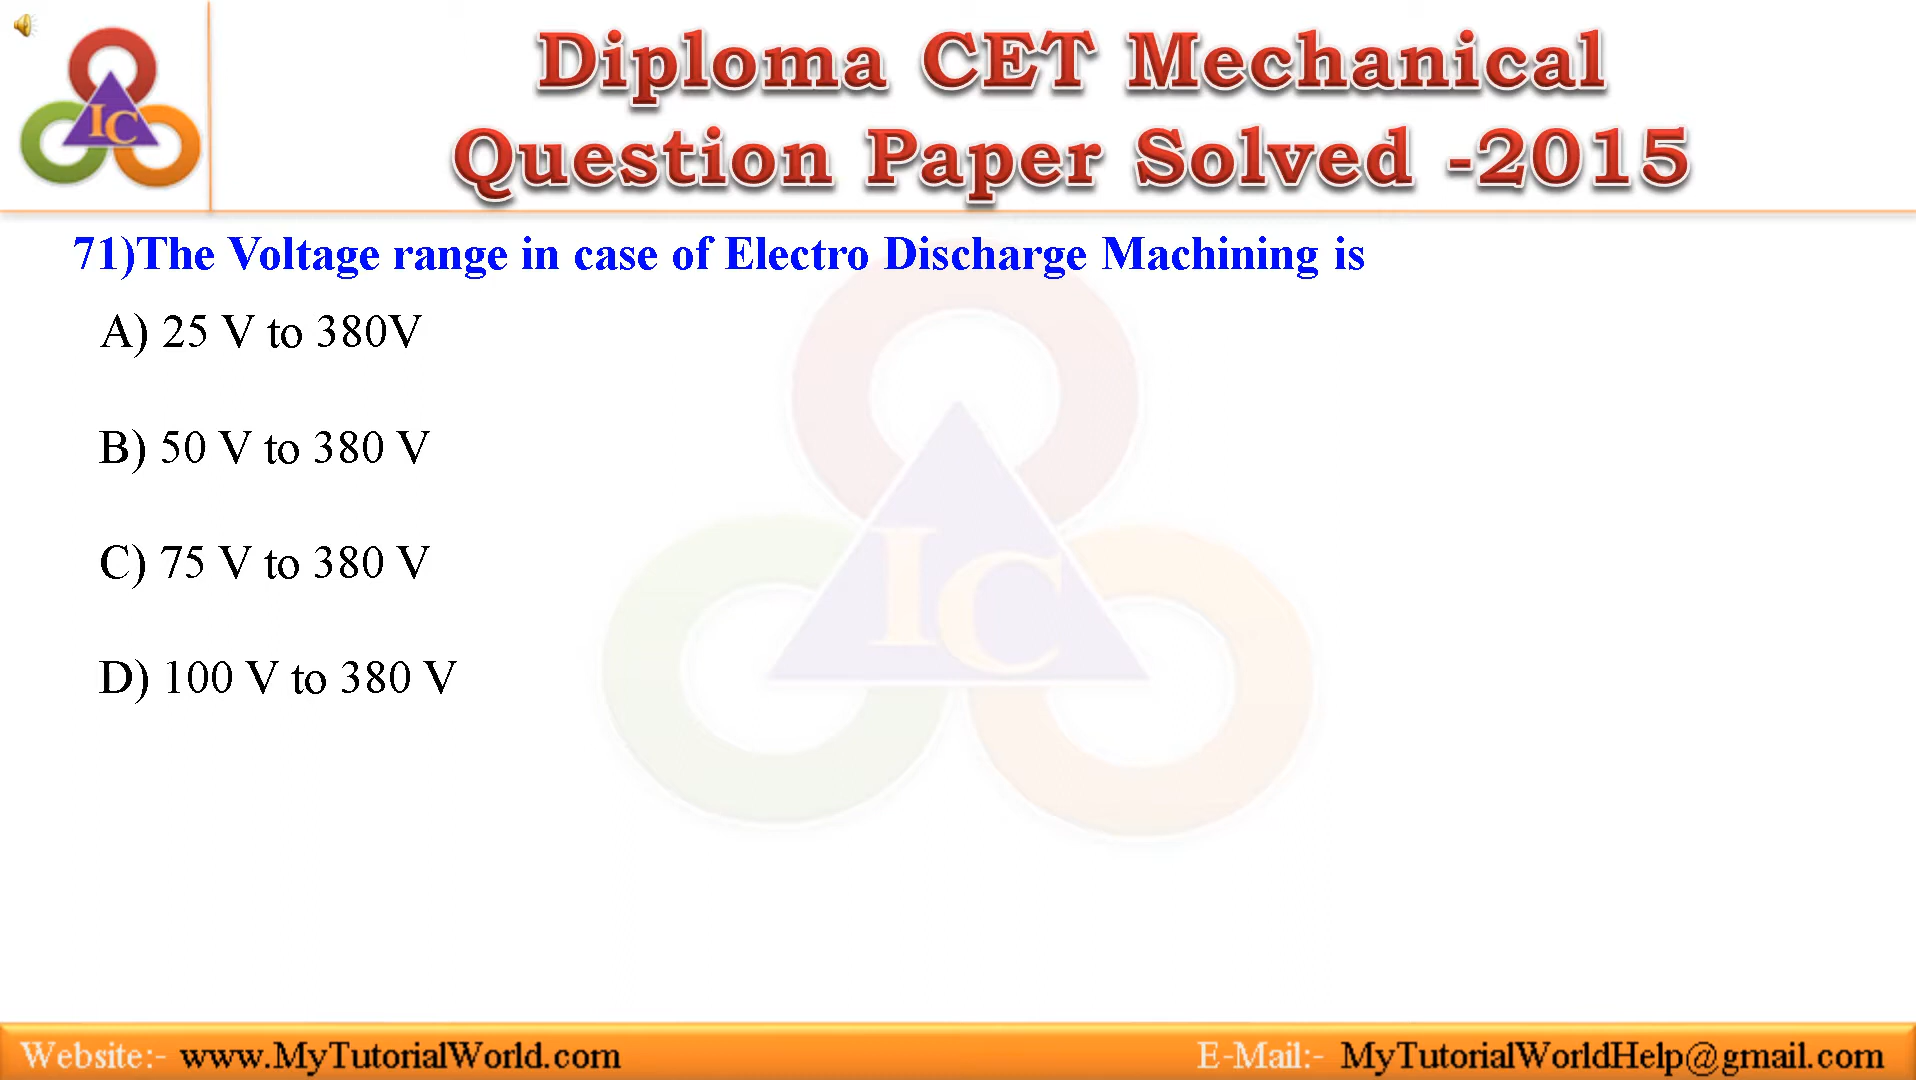 IC
Diploma CET Mechanical
Question Paper Solved -2015
71)The Voltage range in case of Electro Discharge Machining is
A) 25 V to 380V
B) 50 V to 380 V
C) 75 V to 380 V
D) 100 V to 380 V
IC
Website:- www.MyTutorialWorld.com
E-Mail:- MyTutorialWorldHelp@gmail.com